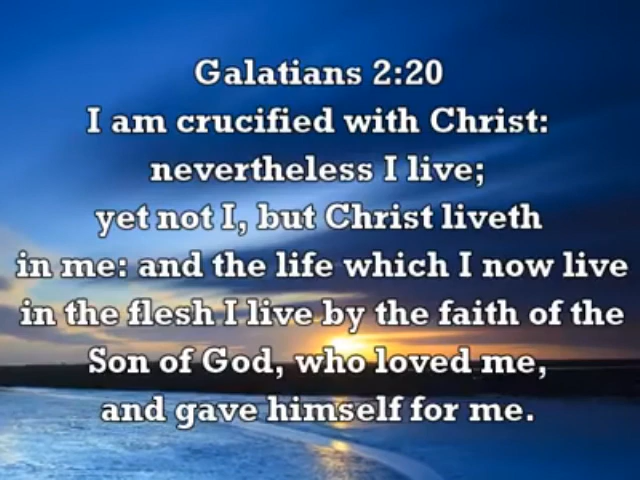 Galatians 2:20
I am crucified with Christ:
nevertheless I live;
yet not I, but Christ liveth
in me: and the life which I now live
in the flesh I live by the faith of the
Son of God, who loved me,
and gave himself for me.